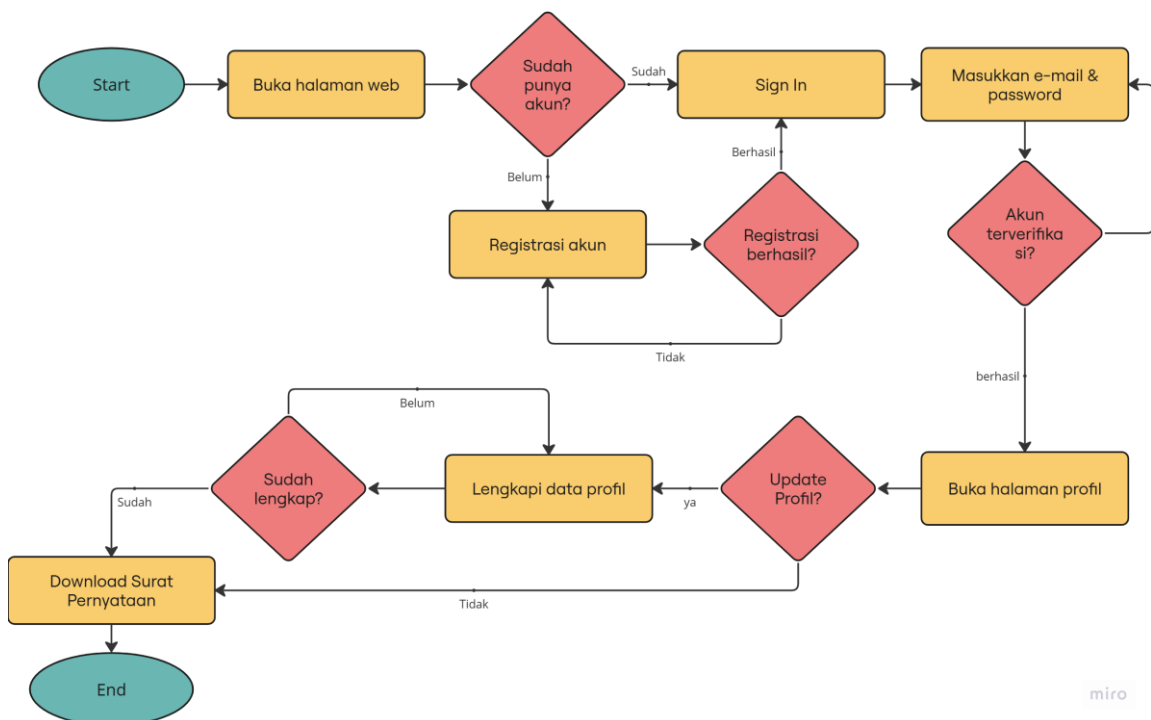 Start
Buka halaman web
Sudah
punya
akun?
Sudah
Sign In
Masukkan e-mail &
password
Belum
Berhasil
Registrasi akun
Registrasi
berhasil?
Akun
terverifika
si?
Tidak
berhasil
Belum
Sudah
lengkap?
Sudah
Lengkapi data profil
ya
Update
Profil?
Buka halaman profil
Download Surat
Pernyataan
Tidak
End
miro